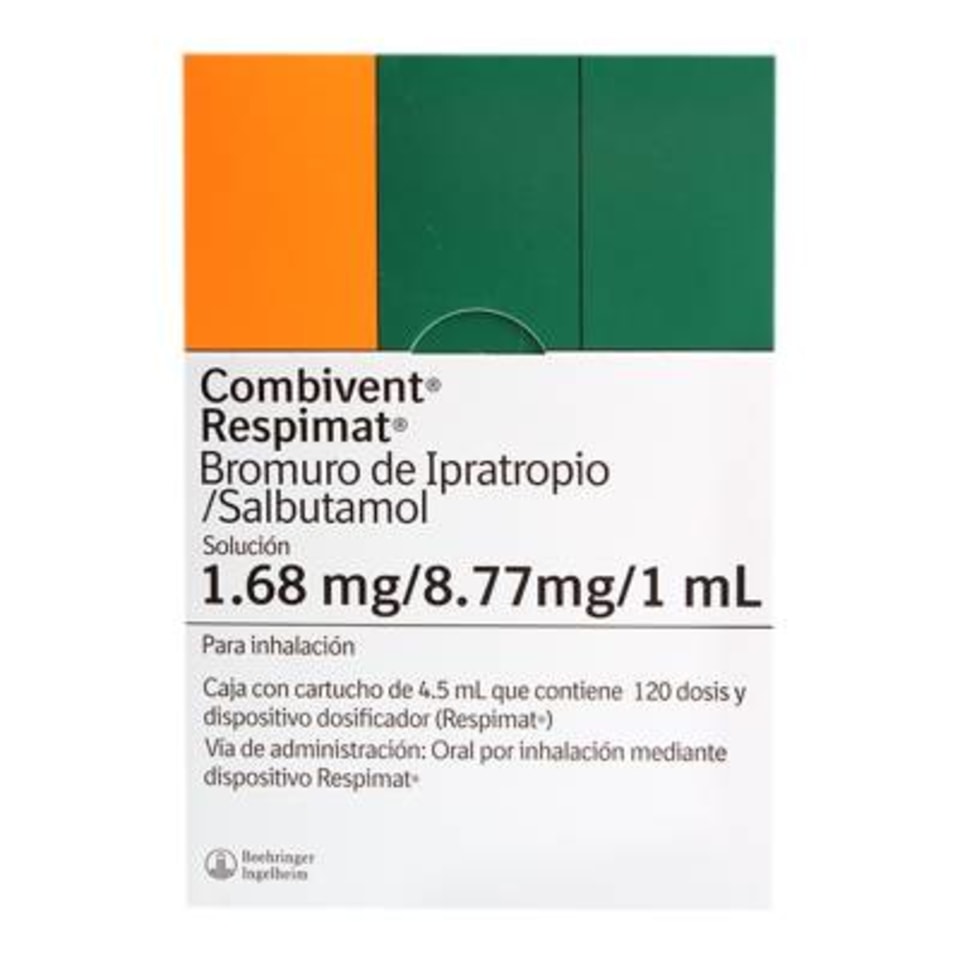 Combivent®
Respimat®
Bromuro de Ipratropio
/Salbutamol
Solución
1.68 mg/8.77mg/1 mL
Para inhalación
Caja con cartucho de 4.5 mL que contiene 120 dosis y
dispositivo dosificador (Respimat®)
Vía de administración: Oral por inhalación mediante
dispositivo Respimat®
Boehringer
Ingelheim